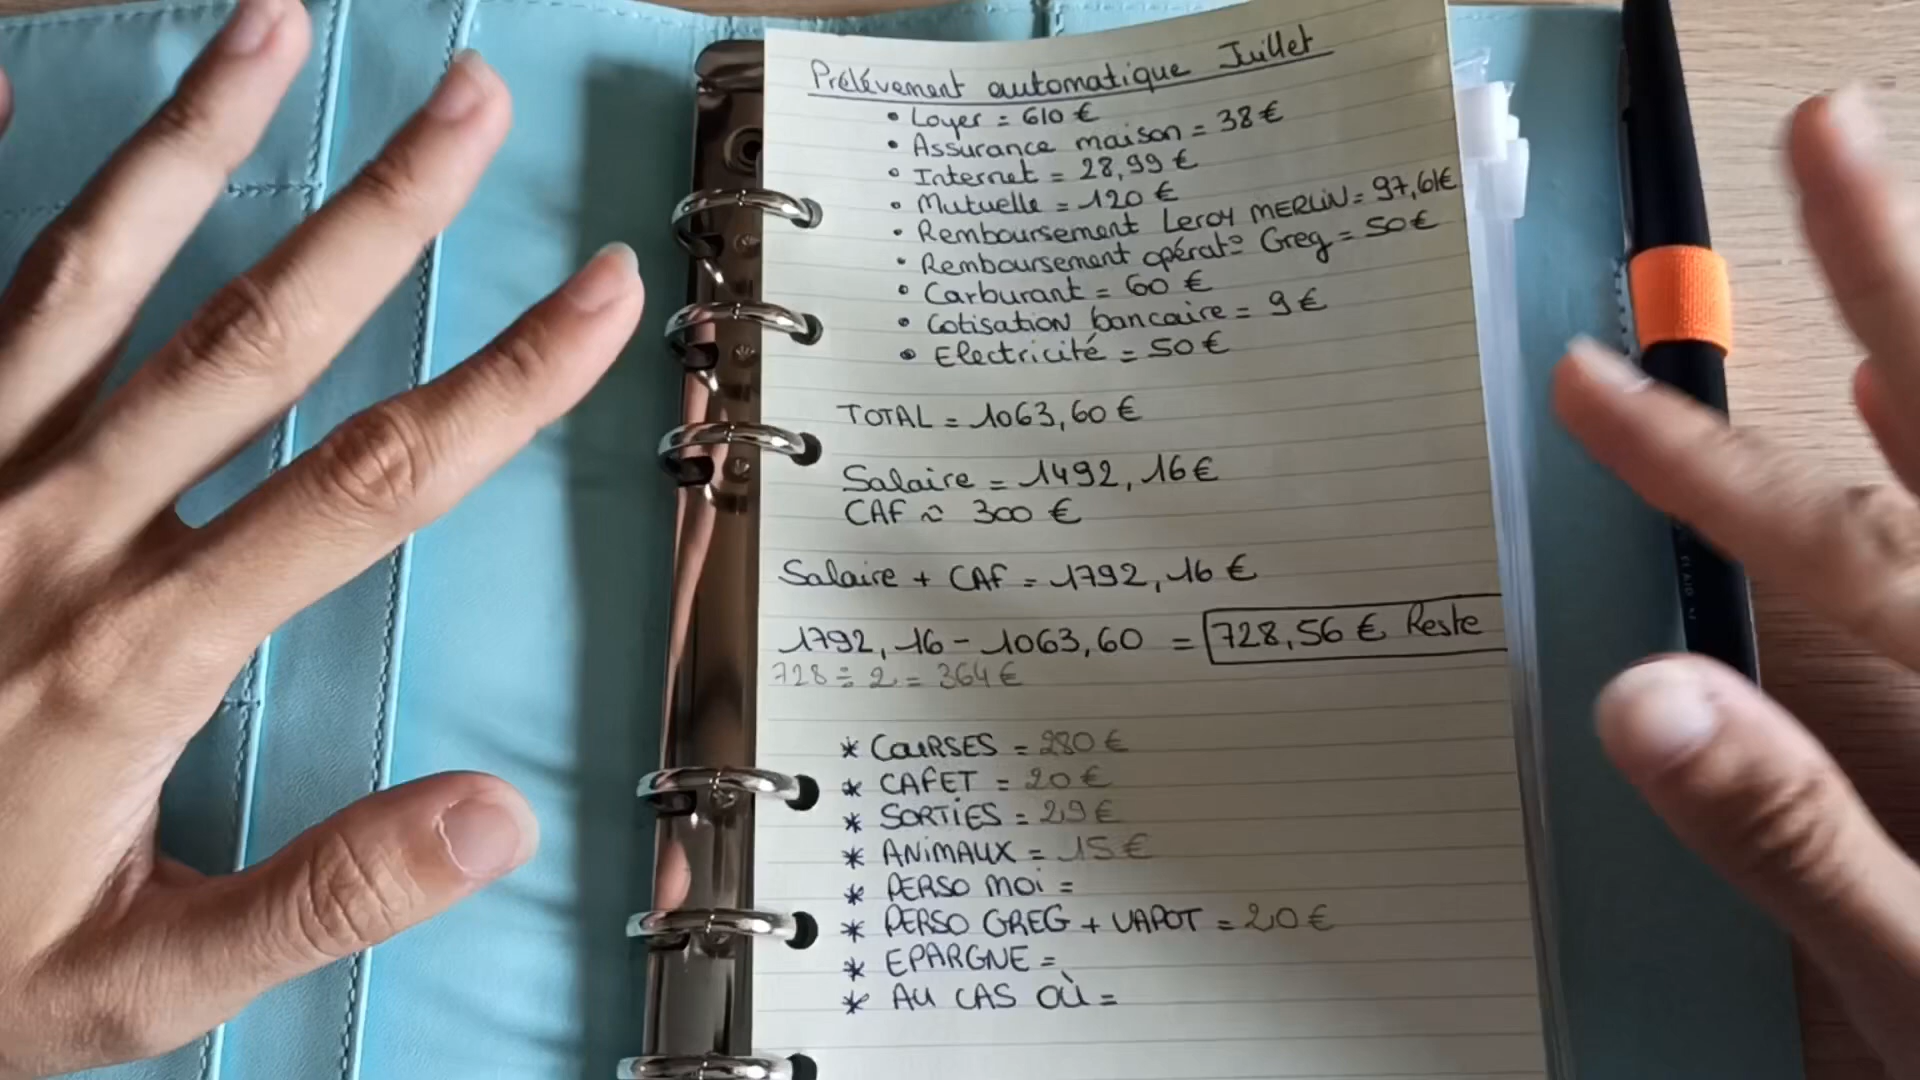 Prélévement automatique Juillet
• Loyer = 610 €
• Assurance maison = 38 €
• Internet = 28,99 €
• Mutuelle = 120 €
• Remboursement Leroy MERLIN = 97,61€
• Remboursement opérat° Greg = 50 €
• Carburant = 60 €
• Cotisation bancaire = 9 €
• Electricité = 50 €
TOTAL = 1063,60 €
Salaire = 1492,16 €
CAF ≈ 300 €
Salaire + CAF = 1792,16 €
1792,16 - 1063,60 = 728,56 € Reste
728 ÷ 2 = 364 €
* COURSES = 280 €
* CAFET = 20 €
* SORTiES = 29 €
* ANiMAUX = 15 €
* PERSO MOi =
* PERSO GREG + VAPOT = 20 €
* EPARGNE =
* AU CAS OÙ =